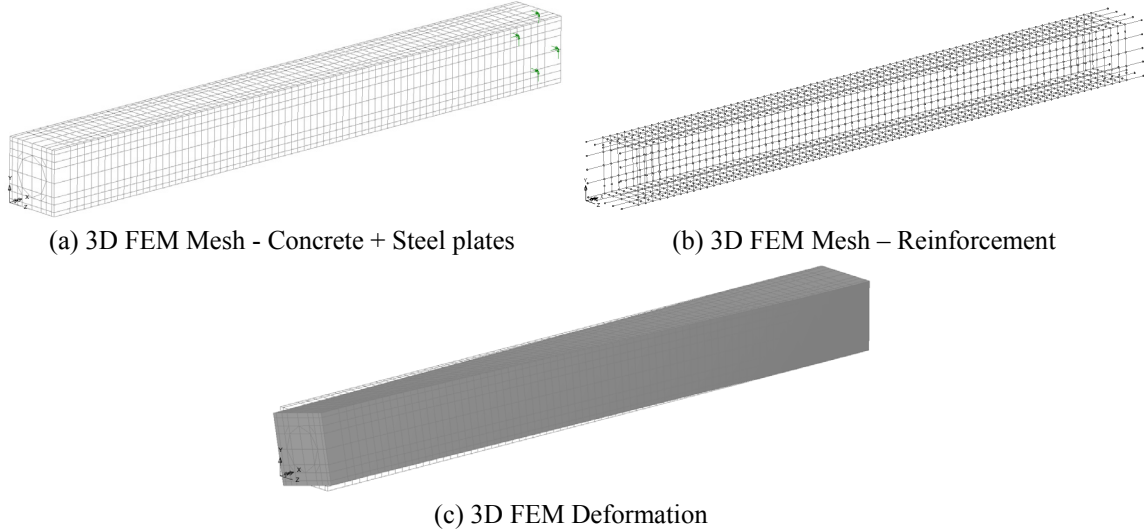 (a) 3D FEM Mesh - Concrete + Steel plates
(b) 3D FEM Mesh – Reinforcement
(c) 3D FEM Deformation
Y
X
Z
Y
X
Z
Y
X
Z